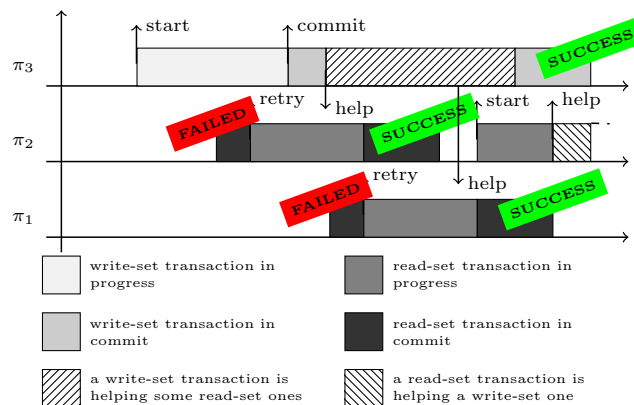 start
commit
SUCCESS
π3
retry
help
start
help
FAILED
SUCCESS
π2
retry
help
FAILED
SUCCESS
π1
write-set transaction in
progress
read-set transaction in
progress
write-set transaction in
commit
read-set transaction in
commit
a write-set transaction is
helping some read-set ones
a read-set transaction is
helping a write-set one